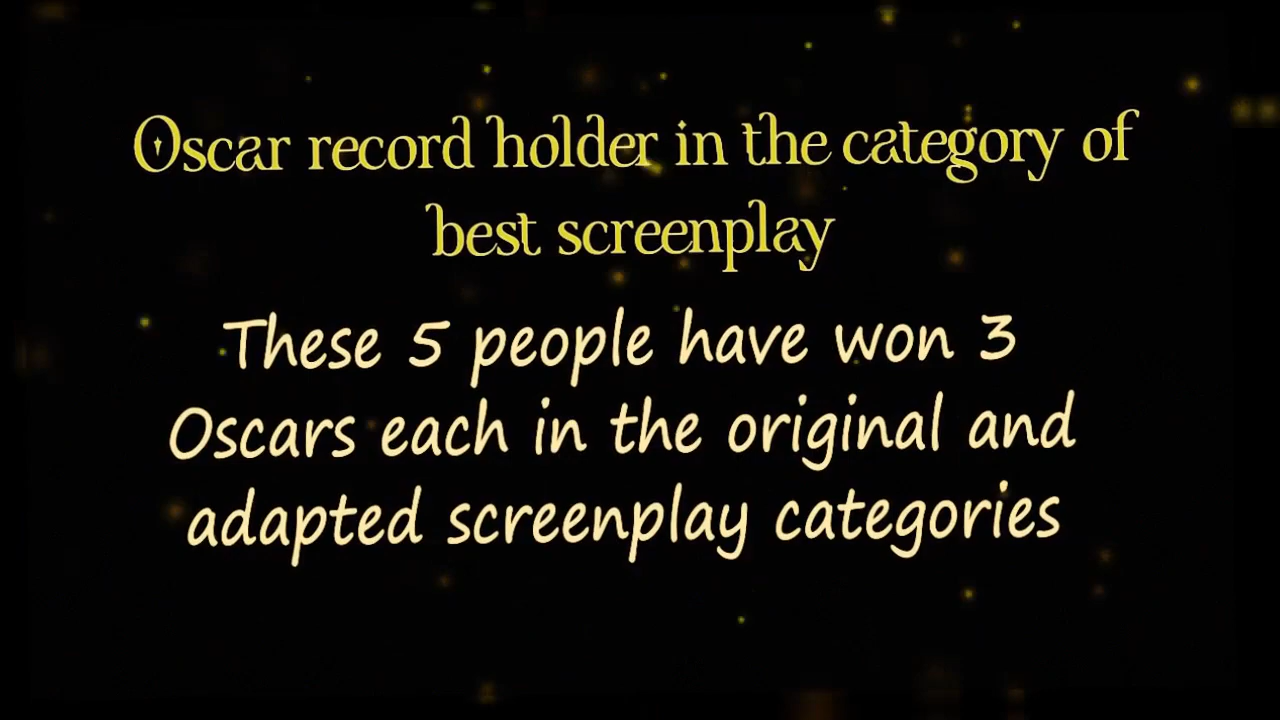 Oscar record holder in the category of
best screenplay
These 5 people have won 3
Oscars each in the original and
adapted screenplay categories